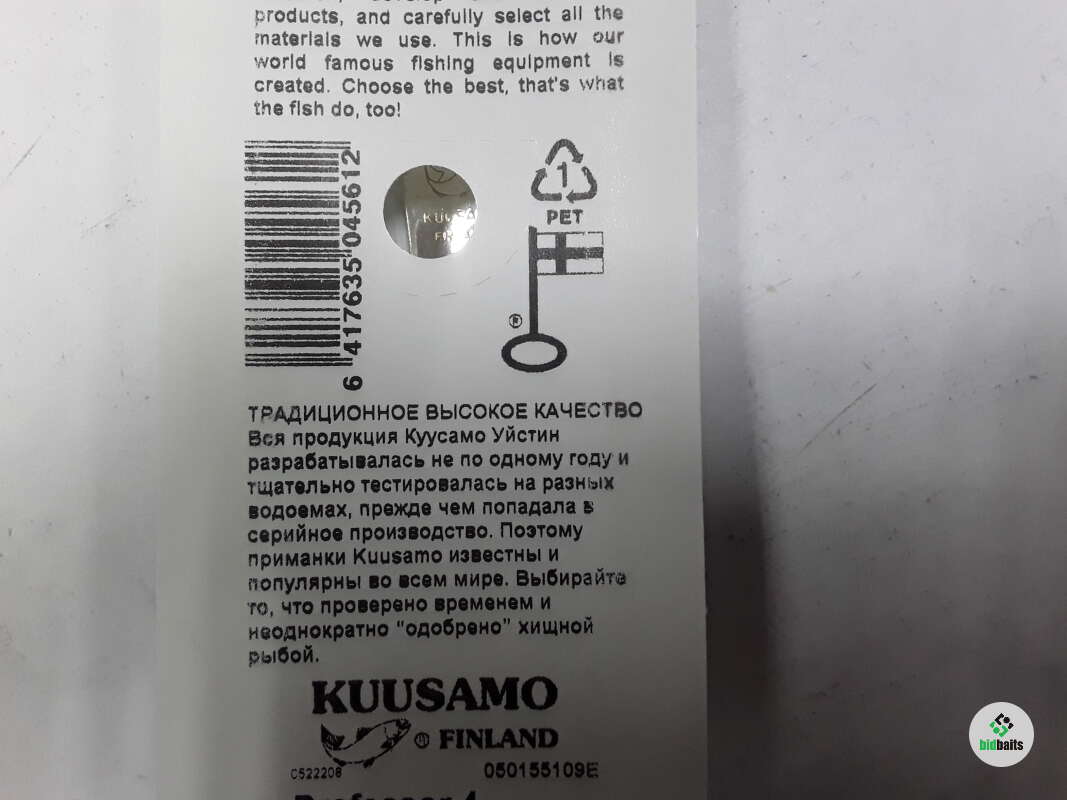 products, and carefully select all the
materials we use. This is how our
world famous fishing equipment is
created. Choose the best, that's what
the fish do, too!
6 417635 045612
1
PET
®
ТРАДИЦИОННОЕ ВЫСОКОЕ КАЧЕСТВО
Вся продукция Куусамо Уйстин
разрабатывалась не по одному году и
тщательно тестировалась на разных
водоемах, прежде чем попадала в
серийное производство. Поэтому
приманки Kuusamo известны и
популярны во всем мире. Выбирайте
то, что проверено временем и
неоднократно "одобрено" хищной
рыбой.
KUUSAMO
® FINLAND
C522208 050155109E
Professor 4
bidbaits